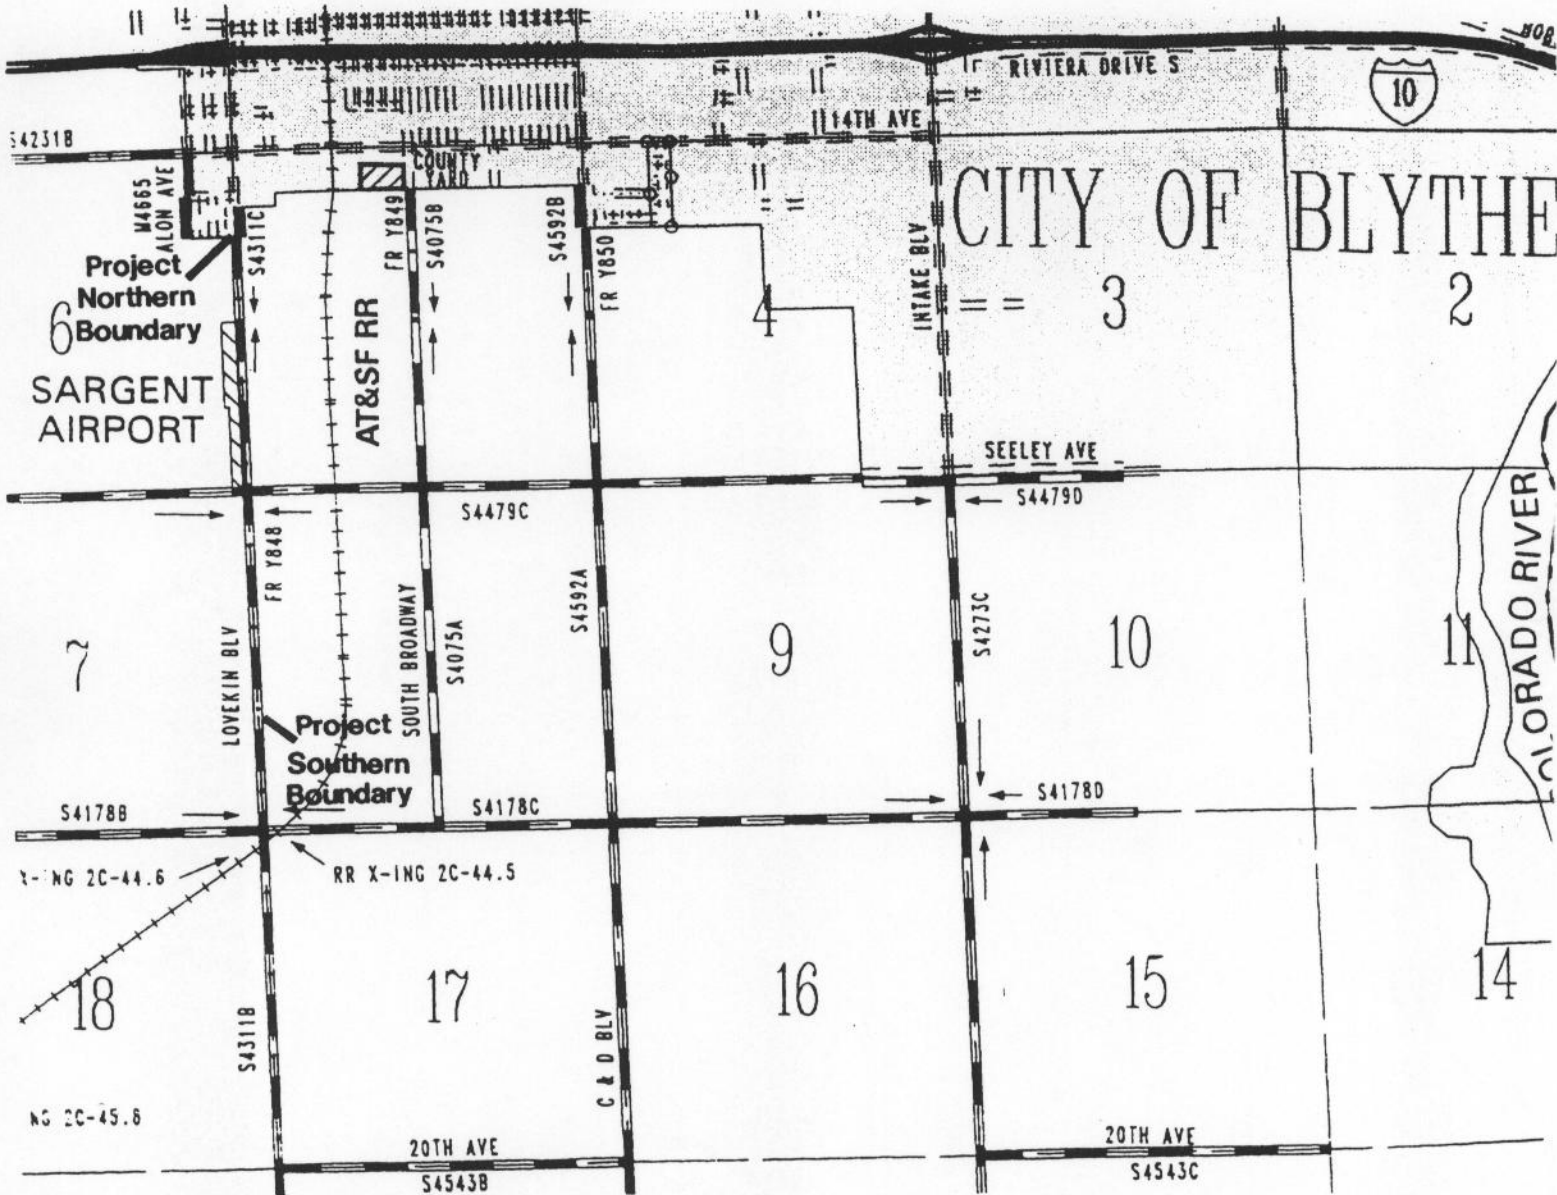 RIVIERA DRIVE S
10
14TH AVE
S4231B
COUNTY
YARD
M4665
ALON AVE
S4311C
FR Y849
S4075B
S4592B
FR Y850
INTAKE BLV
CITY OF BLYTHE
Project
Northern
Boundary
6
4
3
2
SARGENT
AIRPORT
AT&SF RR
SEELEY AVE
S4479C
S4479D
FR Y848
LOVEKIN BLV
SOUTH BROADWAY
S4075A
S4592A
S4273C
COLORADO RIVER
7
9
10
11
Project
Southern
Boundary
S4178B
S4178C
S4178D
X-ING 2C-44.6
RR X-ING 2C-44.5
18
17
16
15
14
S4311B
C & D BLV
20TH AVE
S4543B
20TH AVE
S4543C